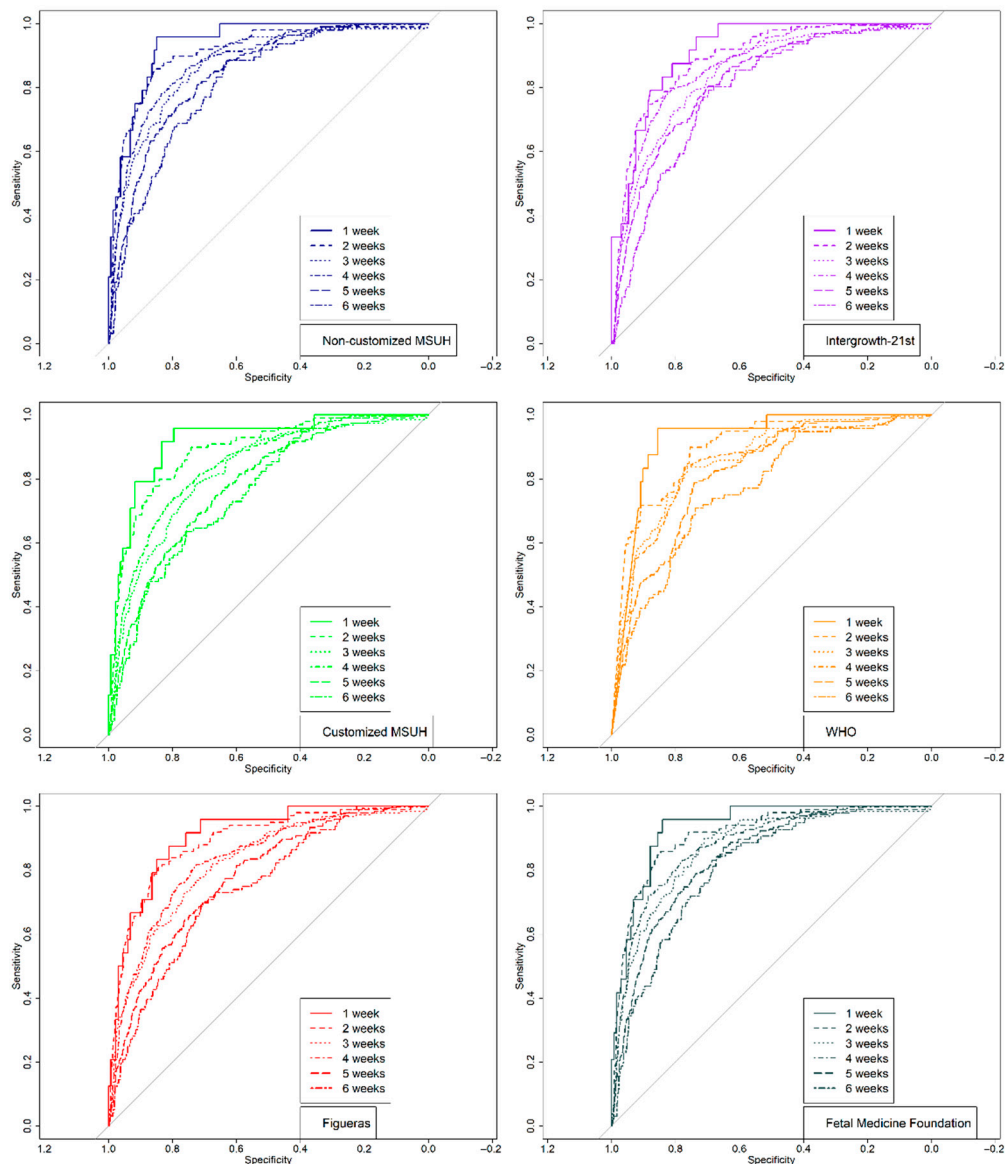 1.0
0.8
0.6
Sensitivity
0.4
0.2
0.0
1 week
2 weeks
3 weeks
4 weeks
5 weeks
6 weeks
Non-customized MSUH
1.2 1.0 0.8 0.6 0.4 0.2 0.0 −0.2
Specificity
1.0
0.8
0.6
Sensitivity
0.4
0.2
0.0
1 week
2 weeks
3 weeks
4 weeks
5 weeks
6 weeks
Intergrowth-21st
1.2 1.0 0.8 0.6 0.4 0.2 0.0 −0.2
Specificity
1.0
0.8
0.6
Sensitivity
0.4
0.2
0.0
1 week
2 weeks
3 weeks
4 weeks
5 weeks
6 weeks
Customized MSUH
1.2 1.0 0.8 0.6 0.4 0.2 0.0 −0.2
Specificity
1.0
0.8
0.6
Sensitivity
0.4
0.2
0.0
1 week
2 weeks
3 weeks
4 weeks
5 weeks
6 weeks
WHO
1.2 1.0 0.8 0.6 0.4 0.2 0.0 −0.2
Specificity
1.0
0.8
0.6
Sensitivity
0.4
0.2
0.0
1 week
2 weeks
3 weeks
4 weeks
5 weeks
6 weeks
Figueras
1.2 1.0 0.8 0.6 0.4 0.2 0.0 −0.2
Specificity
1.0
0.8
0.6
Sensitivity
0.4
0.2
0.0
1 week
2 weeks
3 weeks
4 weeks
5 weeks
6 weeks
Fetal Medicine Foundation
1.2 1.0 0.8 0.6 0.4 0.2 0.0 −0.2
Specificity